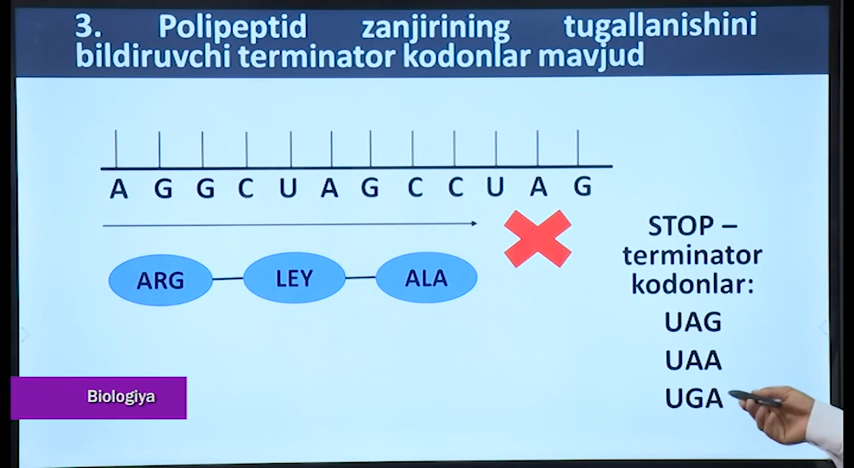 3. Polipeptid zanjirining tugallanishini
bildiruvchi terminator kodonlar mavjud
A G G C U A G C C U A G
ARG LEY ALA
STOP –
terminator
kodonlar:
UAG
UAA
UGA
Biologiya